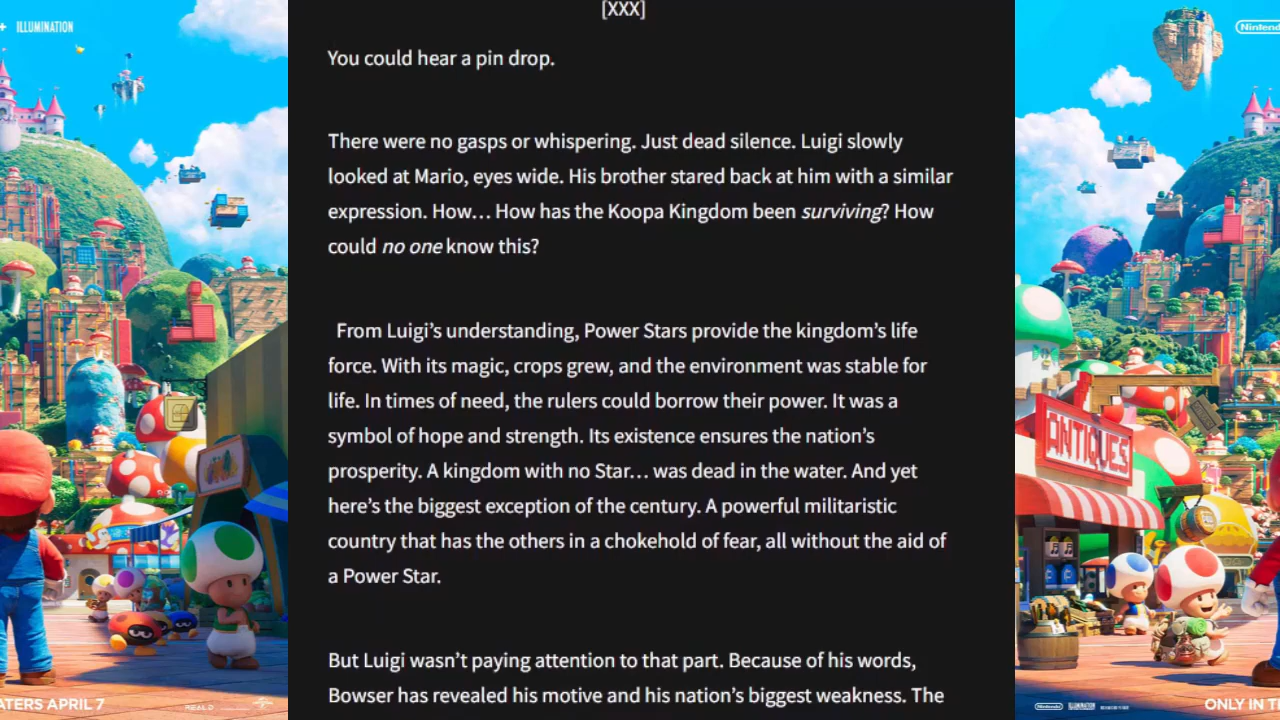 ILLUMINATION
[XXX]
Nintend
You could hear a pin drop.
There were no gasps or whispering. Just dead silence. Luigi slowly
looked at Mario, eyes wide. His brother stared back at him with a similar
expression. How… How has the Koopa Kingdom been surviving? How
could no one know this?
From Luigi’s understanding, Power Stars provide the kingdom’s life
force. With its magic, crops grew, and the environment was stable for
life. In times of need, the rulers could borrow their power. It was a
symbol of hope and strength. Its existence ensures the nation’s
prosperity. A kingdom with no Star… was dead in the water. And yet
here’s the biggest exception of the century. A powerful militaristic
country that has the others in a chokehold of fear, all without the aid of
a Power Star.
ANTIQUES
But Luigi wasn’t paying attention to that part. Because of his words,
Bowser has revealed his motive and his nation’s biggest weakness. The
ATERS APRIL 7
REALD
Nintendo
ILLUMINATION
ONLY IN T